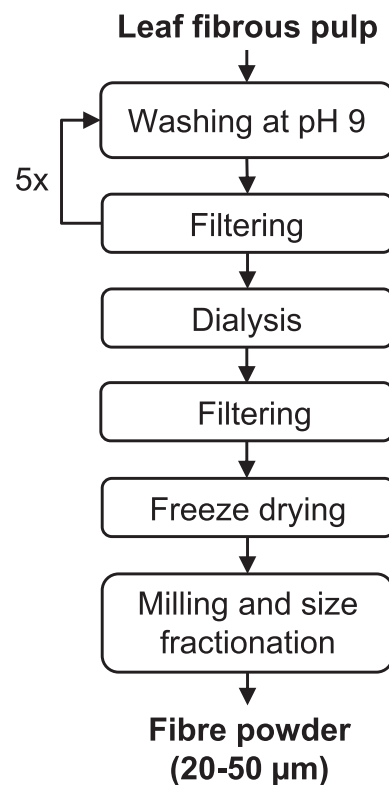 Leaf fibrous pulp
Washing at pH 9
5x
Filtering
Dialysis
Filtering
Freeze drying
Milling and size
fractionation
Fibre powder
(20-50 µm)